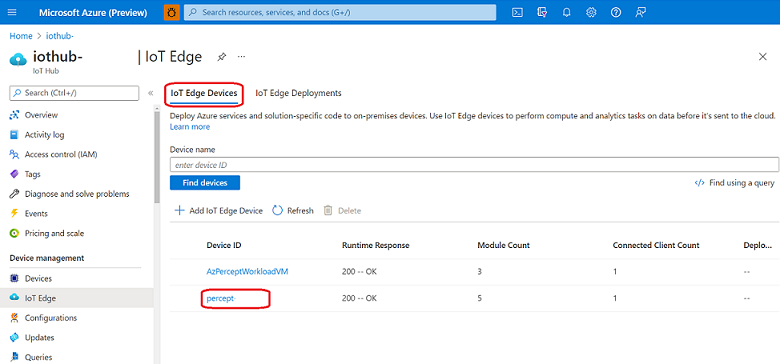 Microsoft Azure (Preview)
Search resources, services, and docs (G+/)
Home > iothub-
iothub- | IoT Edge
IoT Hub
Search (Ctrl+/)
Overview
Activity log
Access control (IAM)
Tags
Diagnose and solve problems
Events
Pricing and scale
Device management
Devices
IoT Edge
Configurations
Updates
Queries
IoT Edge Devices
IoT Edge Deployments
Deploy Azure services and solution-specific code to on-premises devices. Use IoT Edge devices to perform compute and analytics tasks on data before it's sent to the cloud.
Learn more
Device name
enter device ID
Find devices
Find using a query
Add IoT Edge Device
Refresh
Delete
Device ID Runtime Response Module Count Connected Client Count Deplo...
AzPerceptWorkloadVM 200 -- OK 3 1 --
percept- 200 -- OK 5 1 --